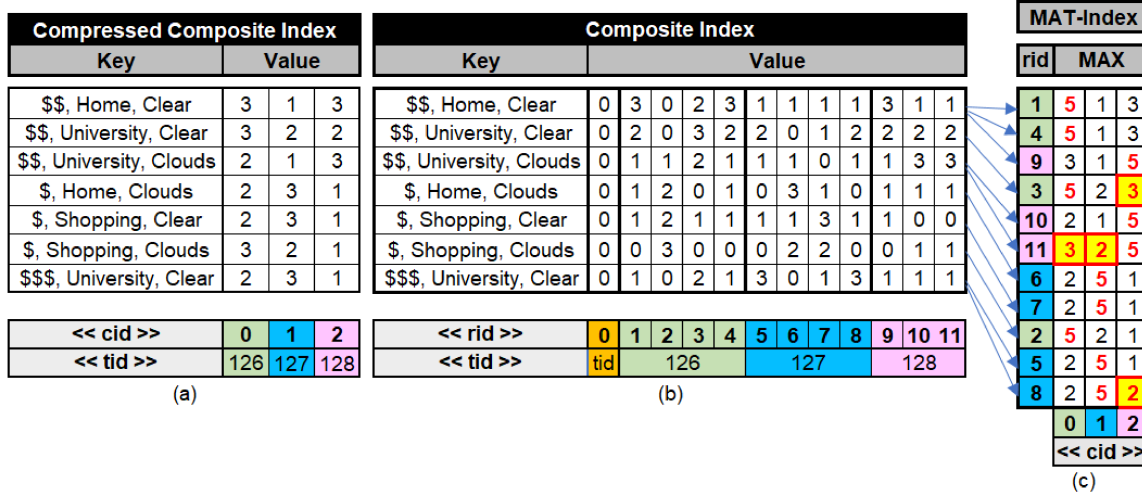 Compressed Composite Index
Key Value
$$, Home, Clear 3 1 3
$$, University, Clear 3 2 2
$$, University, Clouds 2 1 3
$, Home, Clouds 2 3 1
$, Shopping, Clear 2 3 1
$, Shopping, Clouds 3 2 1
$$$, University, Clear 2 3 1
<< cid >> 0 1 2
<< tid >> 126 127 128
(a)
Composite Index
Key Value
$$, Home, Clear 0 3 0 2 3 1 1 1 1 3 1 1
$$, University, Clear 0 2 0 3 2 2 0 1 2 2 2 2
$$, University, Clouds 0 1 1 2 1 1 1 0 1 1 3 3
$, Home, Clouds 0 1 2 0 1 0 3 1 0 1 1 1
$, Shopping, Clear 0 1 2 1 1 1 1 3 1 1 0 0
$, Shopping, Clouds 0 0 3 0 0 0 2 2 0 0 1 1
$$$, University, Clear 0 1 0 2 1 3 0 1 3 1 1 1
<< rid >> 0 1 2 3 4 5 6 7 8 9 10 11
<< tid >> tid 126 127 128
(b)
MAT-Index
rid MAX
1 5 1 3
4 5 1 3
9 3 1 5
3 5 2 3
10 2 1 5
11 3 2 5
6 2 5 1
7 2 5 1
2 5 2 1
5 2 5 1
8 2 5 2
0 1 2
<< cid >>
(c)